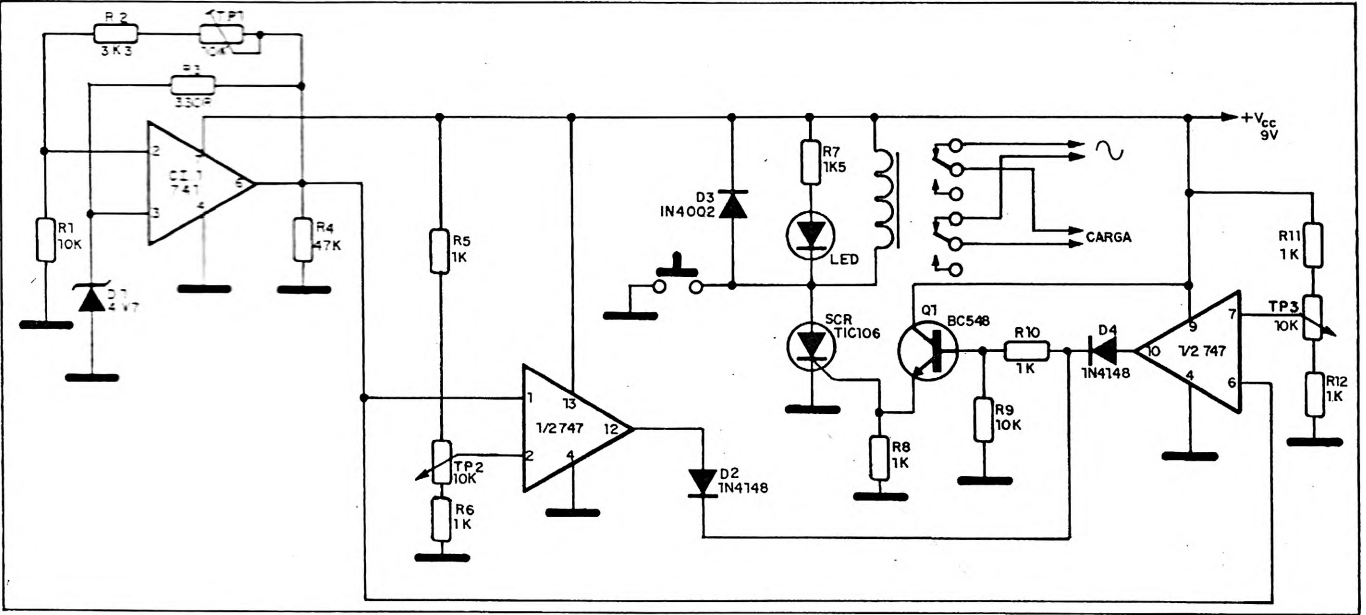 R2
3K3
TP1
10K
R3
330R
2
3
5
6
4
CI.1
741
R1
10K
D1
4V7
R4
47K
R5
1K
TP2
10K
R6
1K
1
2
13
12
4
1/2 747
D2
1N4148
D3
1N4002
R7
1K5
LED
SCR
TIC106
CARGA
+Vcc
9V
Q1
BC548
R8
1K
R9
10K
R10
1K
D4
1N4148
10
9
4
7
6
1/2 747
R11
1K
TP3
10K
R12
1K